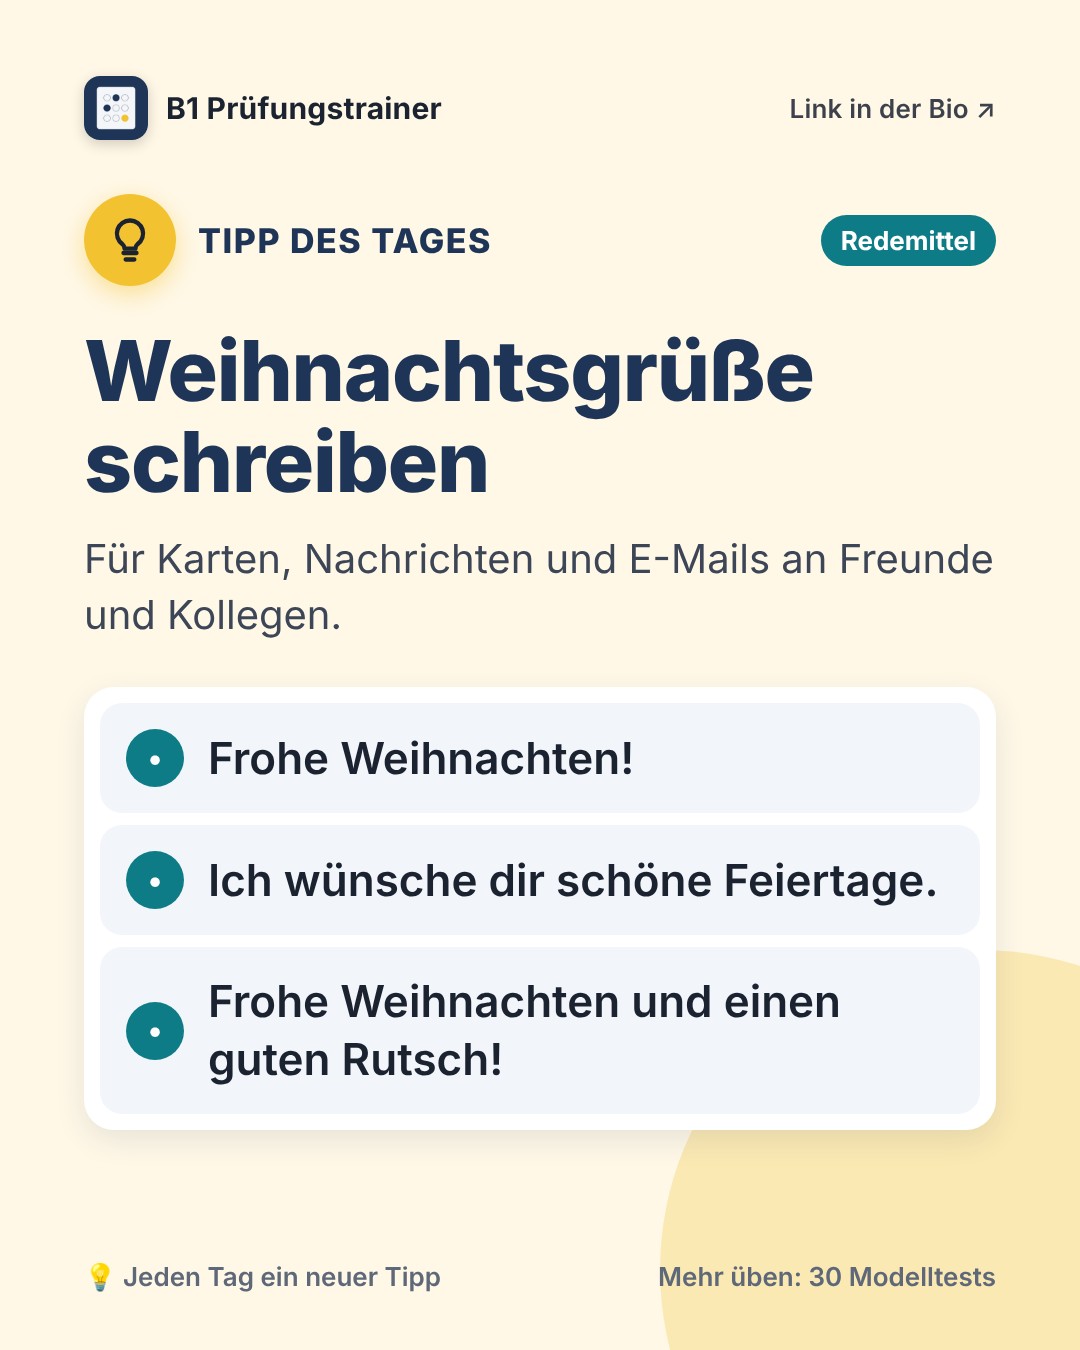 B1 Prüfungstrainer
Link in der Bio ↗
TIPP DES TAGES
Redemittel
Weihnachtsgrüße
schreiben
Für Karten, Nachrichten und E-Mails an Freunde
und Kollegen.
Frohe Weihnachten!
Ich wünsche dir schöne Feiertage.
Frohe Weihnachten und einen
guten Rutsch!
💡 Jeden Tag ein neuer Tipp
Mehr üben: 30 Modelltests